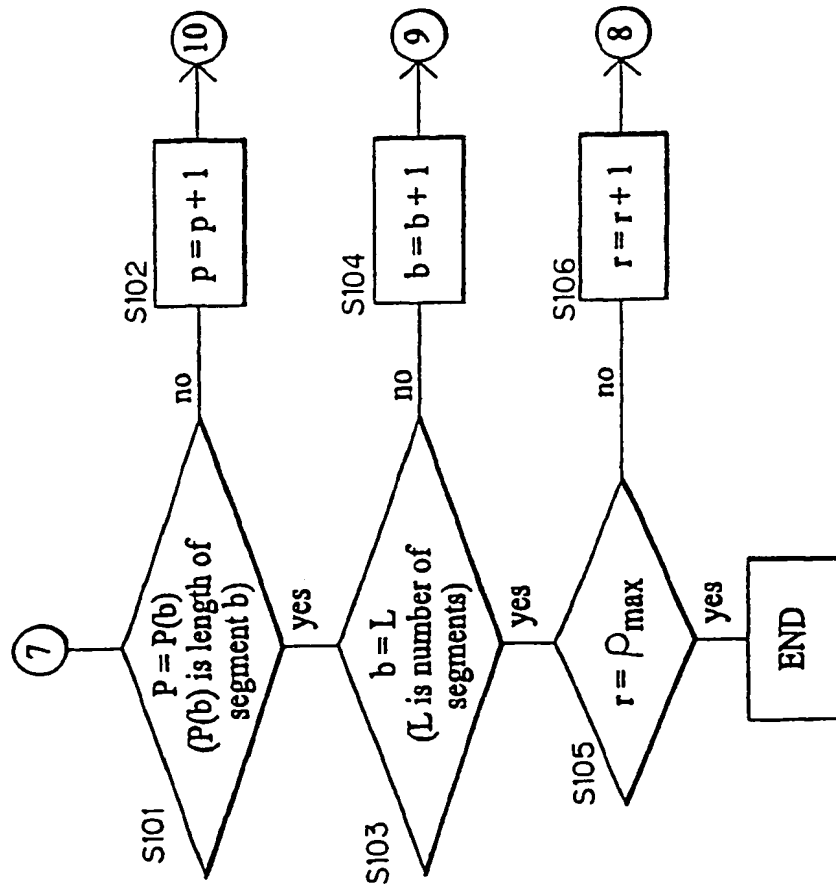 7
S101
P = P(b)
(P(b) is length of
segment b)
no
S102
p = p + 1
10
yes
S103
b = L
(L is number of
segments)
no
S104
b = b + 1
9
yes
S105
r = ρmax
no
S106
r = r + 1
8
yes
END